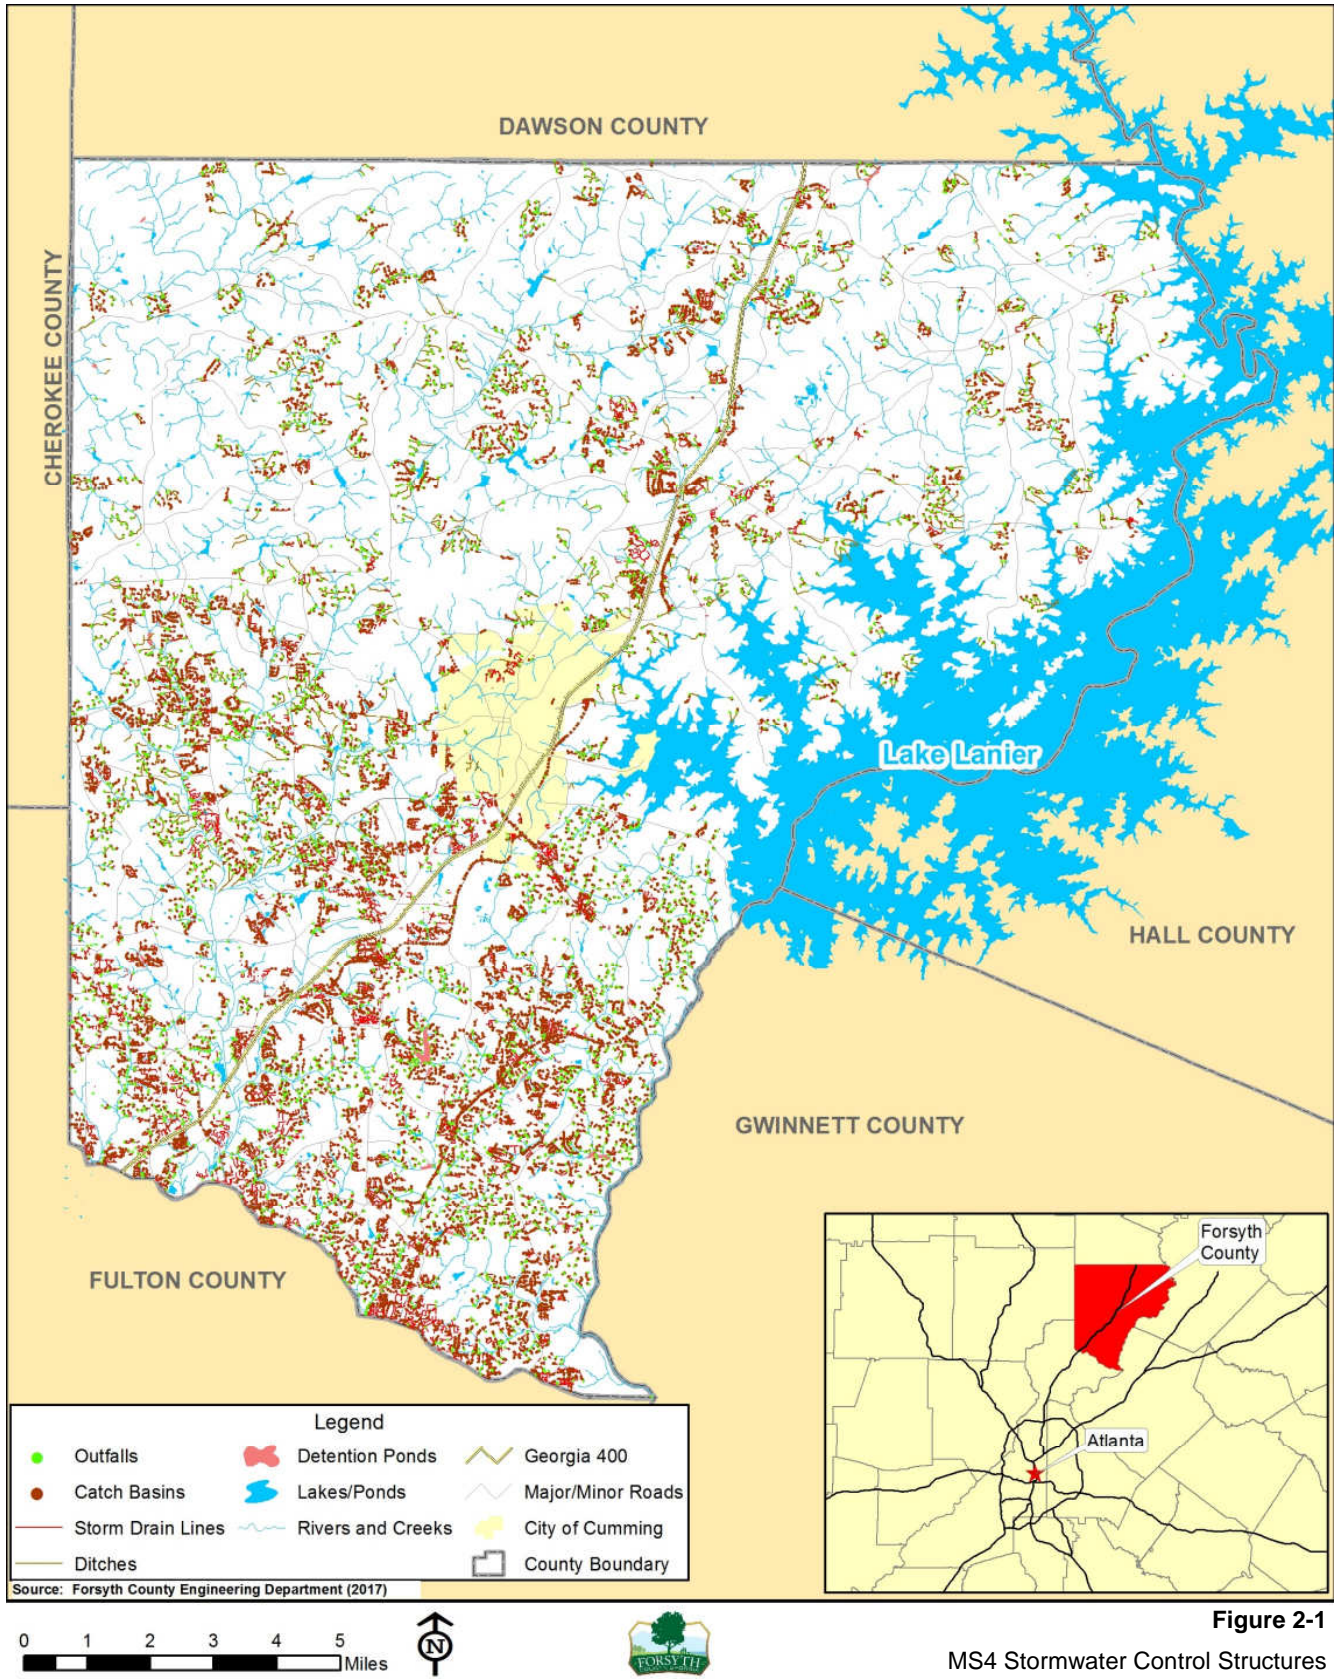 DAWSON COUNTY
CHEROKEE COUNTY
Lake Lanier
HALL COUNTY
GWINNETT COUNTY
FULTON COUNTY
Forsyth
County
Atlanta
Legend
Outfalls
Detention Ponds
Georgia 400
Catch Basins
Lakes/Ponds
Major/Minor Roads
Storm Drain Lines
Rivers and Creeks
City of Cumming
Ditches
County Boundary
Source: Forsyth County Engineering Department (2017)
0 1 2 3 4 5
Miles
N
FORSYTH
Figure 2-1
MS4 Stormwater Control Structures